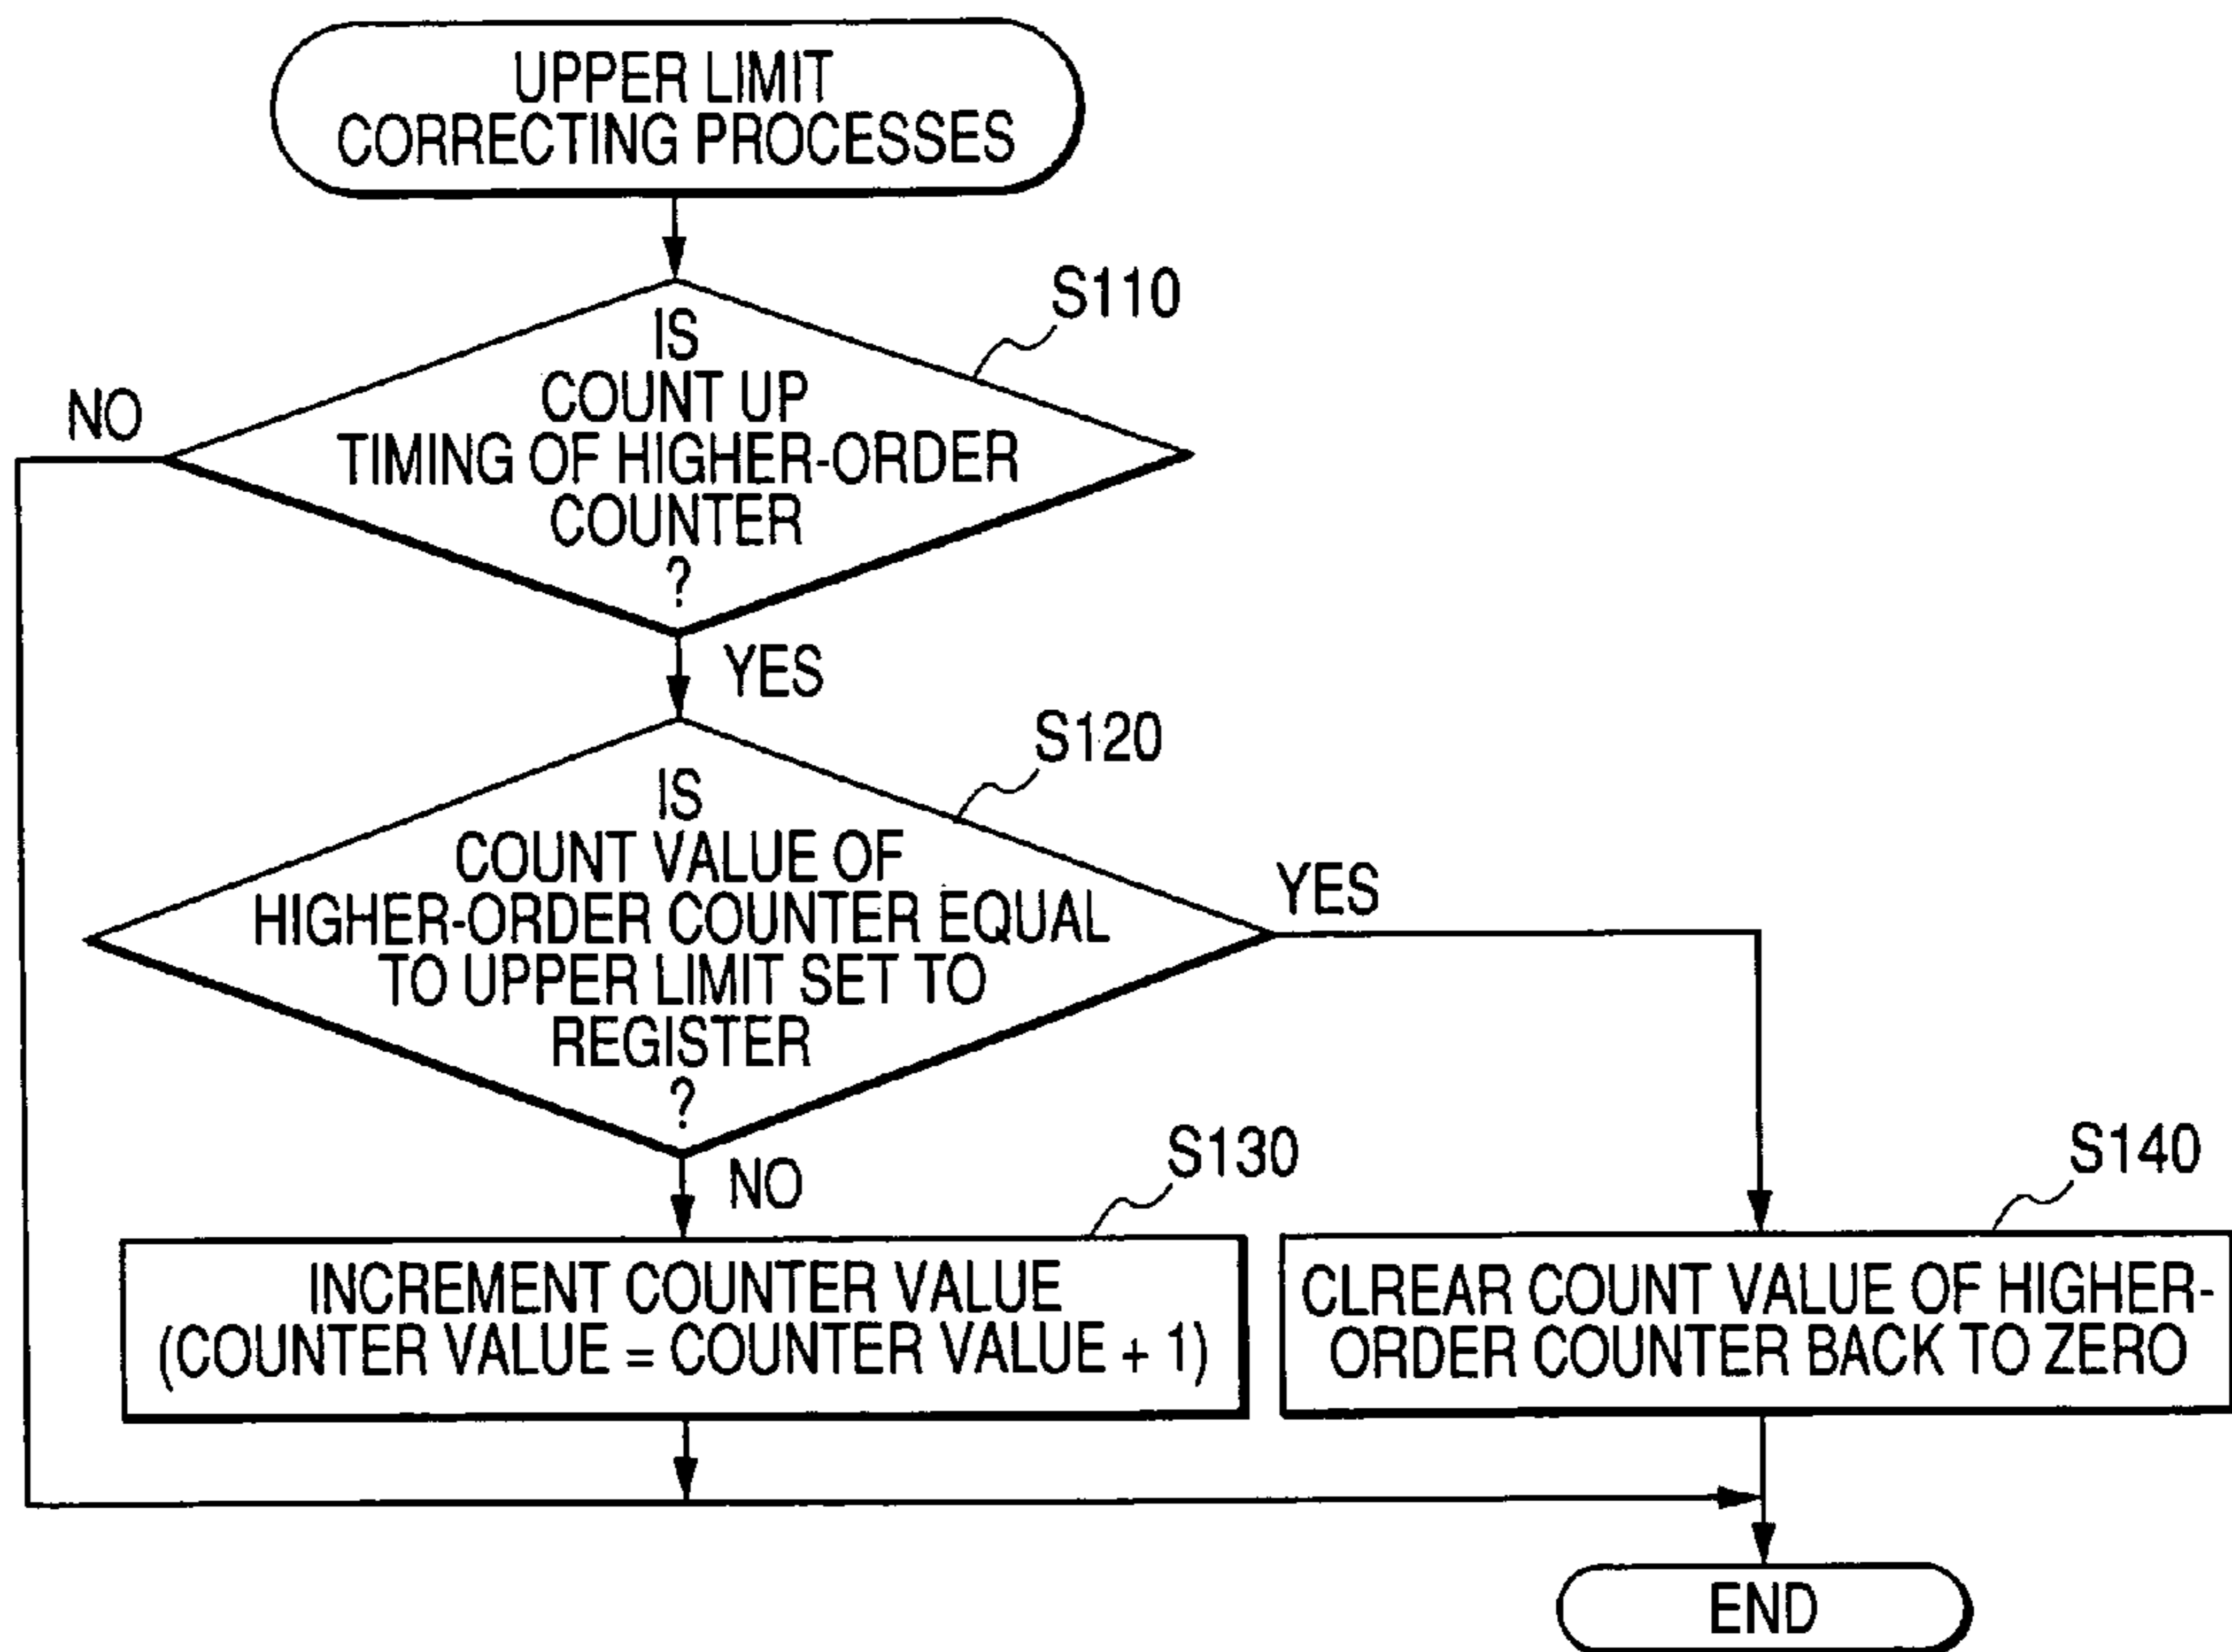 UPPER LIMIT
CORRECTING PROCESSES
S110
IS
COUNT UP
TIMING OF HIGHER-ORDER
COUNTER
?
NO
YES
S120
IS
COUNT VALUE OF
HIGHER-ORDER COUNTER EQUAL
TO UPPER LIMIT SET TO
REGISTER
?
YES
NO
S130
INCREMENT COUNTER VALUE
(COUNTER VALUE = COUNTER VALUE + 1)
S140
CLREAR COUNT VALUE OF HIGHER-
ORDER COUNTER BACK TO ZERO
END